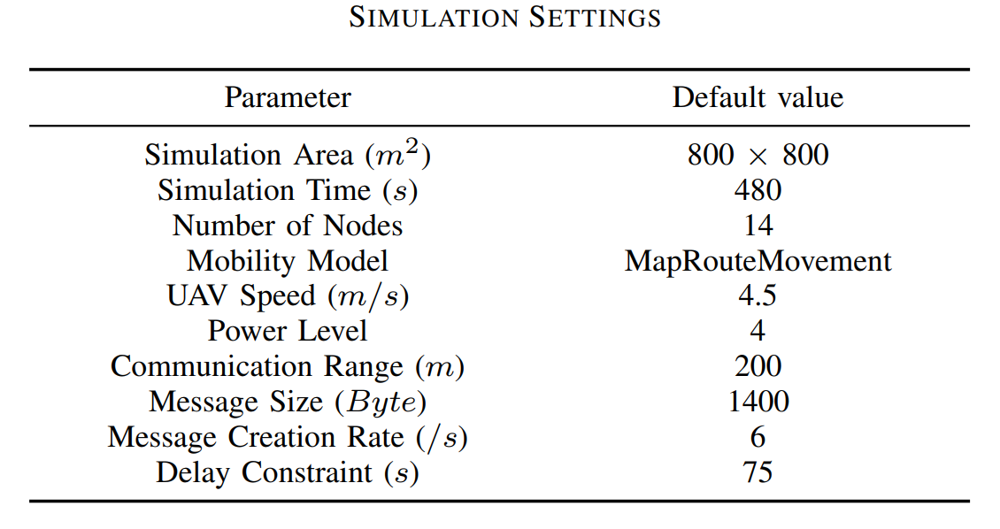 SIMULATION SETTINGS
Parameter Default value
Simulation Area (m²) 800 × 800
Simulation Time (s) 480
Number of Nodes 14
Mobility Model MapRouteMovement
UAV Speed (m/s) 4.5
Power Level 4
Communication Range (m) 200
Message Size (Byte) 1400
Message Creation Rate (/s) 6
Delay Constraint (s) 75